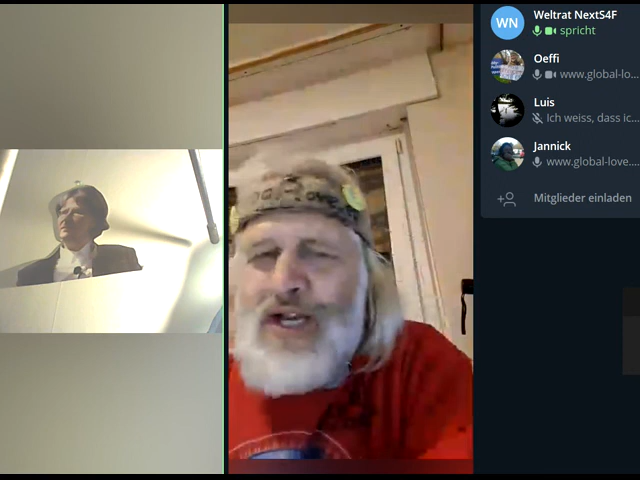 WN
Weltrat NextS4F
spricht
Oeffi
www.global-lo...
Luis
Ich weiss, dass ic...
Jannick
www.global-love....
Mitglieder einladen